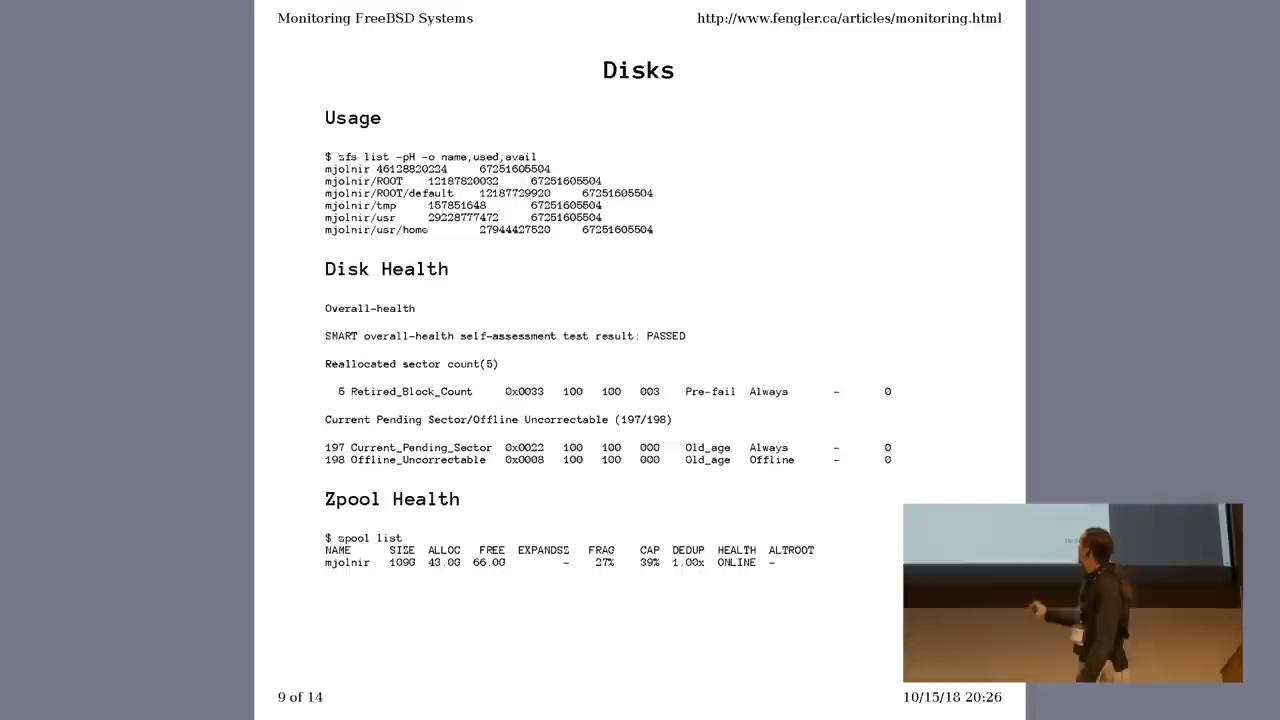 Monitoring FreeBSD Systems http://www.fengler.ca/articles/monitoring.html
Disks
Usage
$ zfs list -pH -o name,used,avail
mjolnir 46128820224 67251605504
mjolnir/ROOT 12187820032 67251605504
mjolnir/ROOT/default 12187729920 67251605504
mjolnir/tmp 157851648 67251605504
mjolnir/usr 29228777472 67251605504
mjolnir/usr/home 27944427520 67251605504
Disk Health
Overall-health
SMART overall-health self-assessment test result: PASSED
Reallocated sector count(5)
5 Retired_Block_Count 0x0033 100 100 003 Pre-fail Always - 0
Current Pending Sector/Offline Uncorrectable (197/198)
197 Current_Pending_Sector 0x0022 100 100 000 Old_age Always - 0
198 Offline_Uncorrectable 0x0008 100 100 000 Old_age Offline - 0
Zpool Health
$ zpool list
NAME SIZE ALLOC FREE EXPANDSZ FRAG CAP DEDUP HEALTH ALTROOT
mjolnir 109G 43.0G 66.0G - 27% 39% 1.00x ONLINE -
9 of 14 10/15/18 20:26